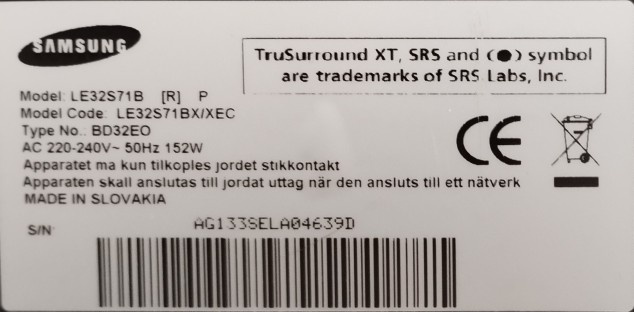 SAMSUNG
TruSurround XT, SRS and (●) symbol
are trademarks of SRS Labs, Inc.
Model: LE32S71B [R] P
Model Code: LE32S71BX/XEC
Type No.: BD32EO
AC 220-240V~ 50Hz 152W
Apparatet ma kun tilkoples jordet stikkontakt
Apparaten skall anslutas till jordat uttag när den ansluts till ett nätverk
MADE IN SLOVAKIA
S/N: AG133SELA04639D
CE